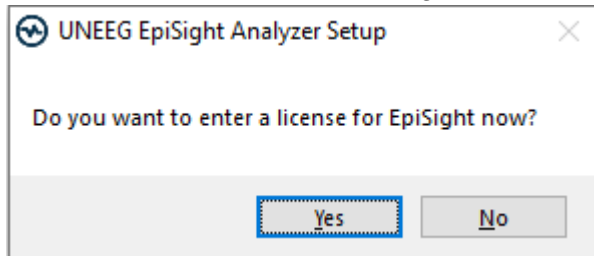 UNEEG EpiSight Analyzer Setup
Do you want to enter a license for EpiSight now?
Yes
No